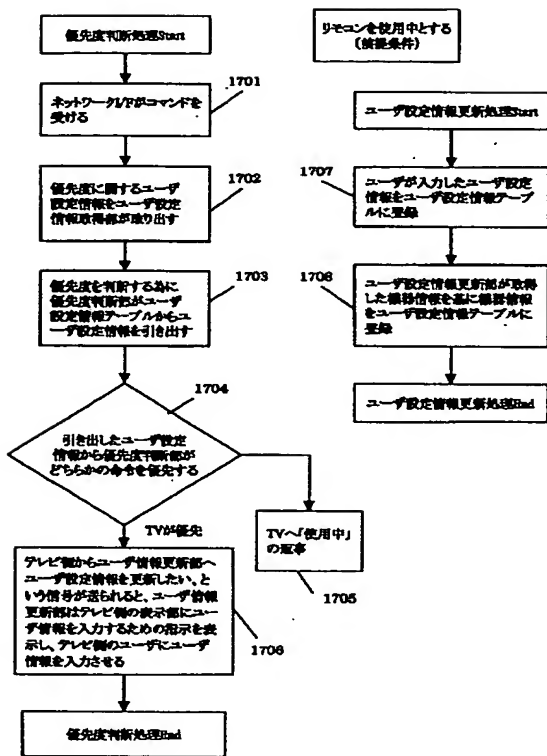 優先度判断処理Start
1701
ネットワークI/Fがコマンドを
受ける
1702
優先度に関するユーザ
設定情報をユーザ設定
情報取得部が取り出す
1703
優先度を判断する為に
優先度判断部がユーザ
設定情報テーブルからユ
ーザ設定情報を引き出す
1704
引き出したユーザ設定
情報から優先度判断部が
どちらかの命令を優先する
TVが優先
TVへ「使用中」
の返事
1705
テレビ側からユーザ情報更新部へ
ユーザ設定情報を更新したい、と
いう信号が送られると、ユーザ情報
更新部はテレビ側の表示部にユー
ザ情報を入力するための指示を表
示し、テレビ側のユーザにユーザ
情報を入力させる
1706
優先度判断処理End
リモコンを使用中とする
(前提条件)
ユーザ設定情報更新処理Start
1707
ユーザが入力したユーザ設定
情報をユーザ設定情報テーブ
ルに登録
1708
ユーザ設定情報更新部が取得
した機器情報を基に機器情報
をユーザ設定情報テーブルに
登録
ユーザ設定情報更新処理End